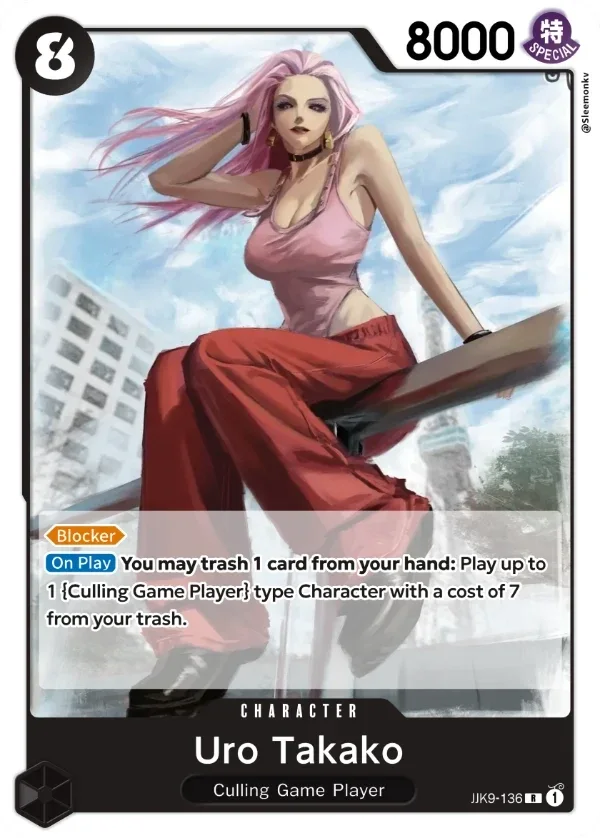 8
8000
特
SPECIAL
@Sleemonkv
Blocker
On Play You may trash 1 card from your hand: Play up to
1 {Culling Game Player} type Character with a cost of 7
from your trash.
CHARACTER
Uro Takako
Culling Game Player
JJK9-136 R 1